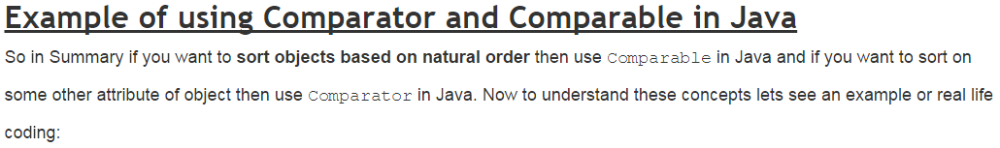 Example of using Comparator and Comparable in Java
So in Summary if you want to sort objects based on natural order then use Comparable in Java and if you want to sort on
some other attribute of object then use Comparator in Java. Now to understand these concepts lets see an example or real life
coding: